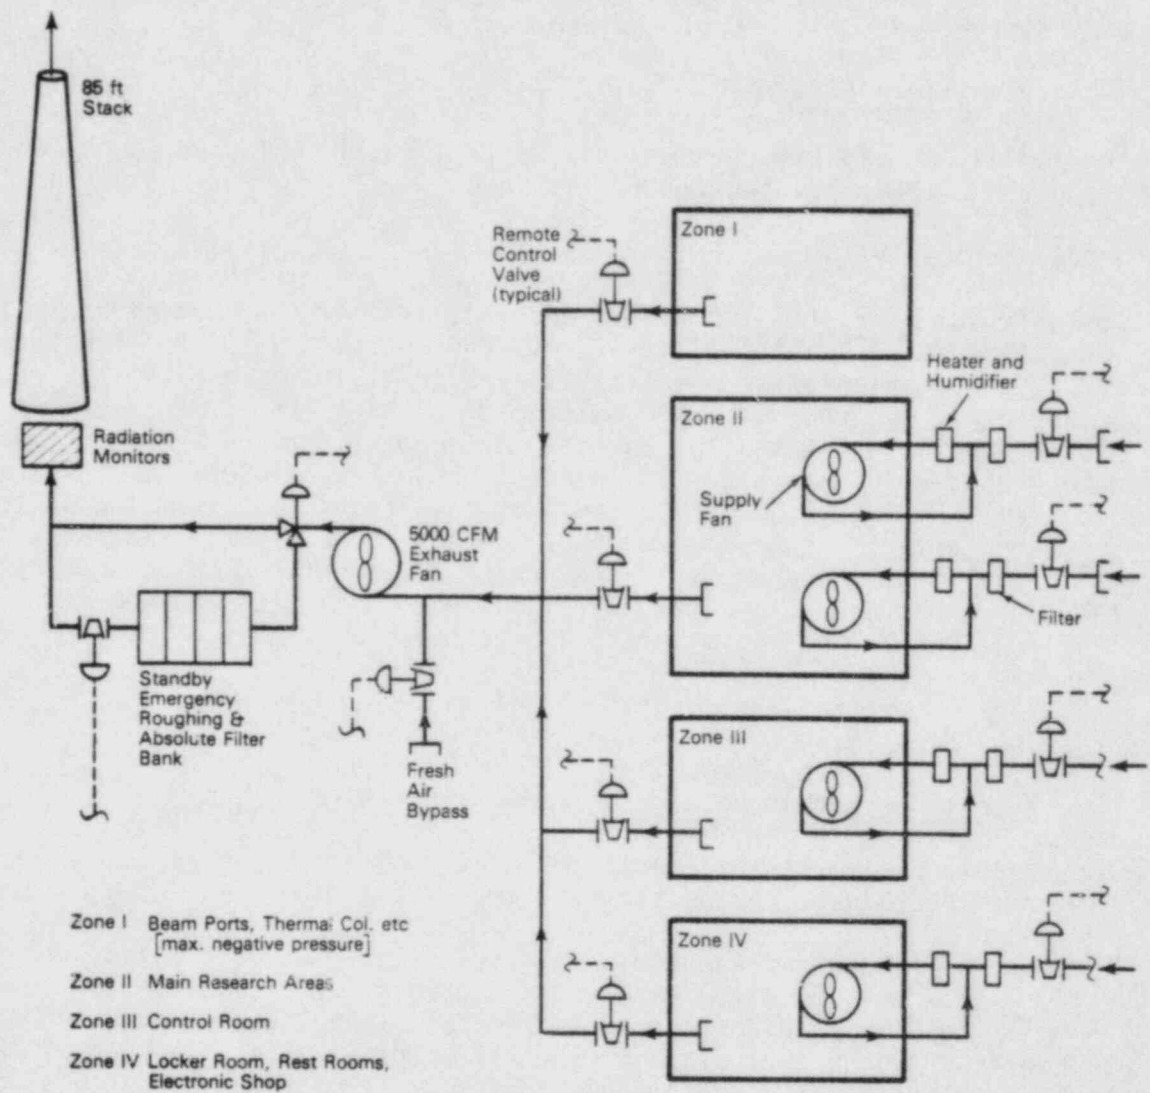 85 ft
Stack
Radiation
Monitors
Standby
Emergency
Roughing &
Absolute Filter
Bank
5000 CFM
Exhaust
Fan
Fresh
Air
Bypass
Remote
Control
Valve
(typical)
Zone I
Heater and
Humidifier
Zone II
Supply
Fan
Filter
Zone III
Zone IV
Zone I Beam Ports, Thermal Col. etc
[max. negative pressure]
Zone II Main Research Areas
Zone III Control Room
Zone IV Locker Room, Rest Rooms,
Electronic Shop